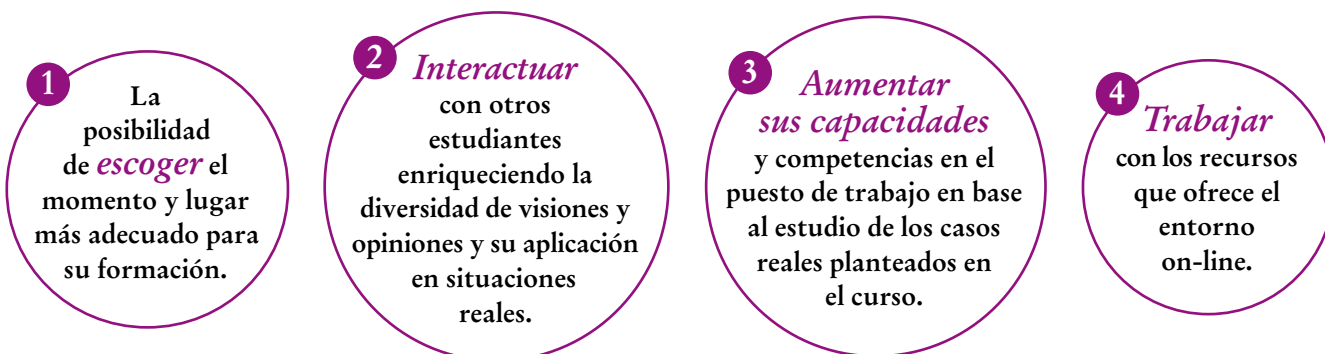 1
La
posibilidad
de escoger el
momento y lugar
más adecuado para
su formación.
2
Interactuar
con otros
estudiantes
enriqueciendo la
diversidad de visiones y
opiniones y su aplicación
en situaciones
reales.
3
Aumentar
sus capacidades
y competencias en el
puesto de trabajo en base
al estudio de los casos
reales planteados en
el curso.
4
Trabajar
con los recursos
que ofrece el
entorno
on-line.